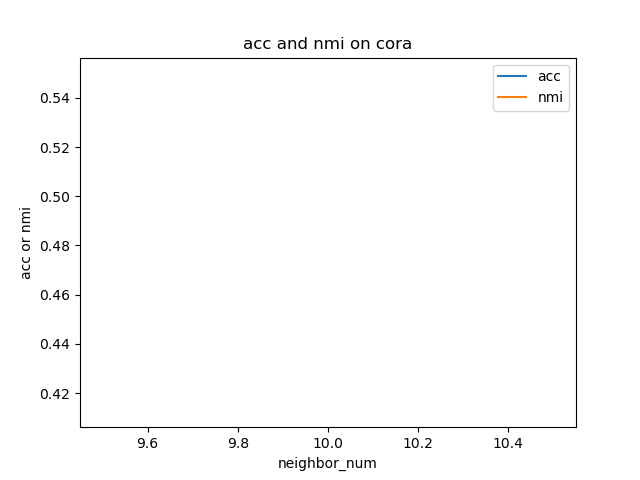 acc and nmi on cora
acc
nmi
0.54
0.52
0.50
0.48
0.46
0.44
0.42
acc or nmi
9.6
9.8
10.0
10.2
10.4
neighbor_num